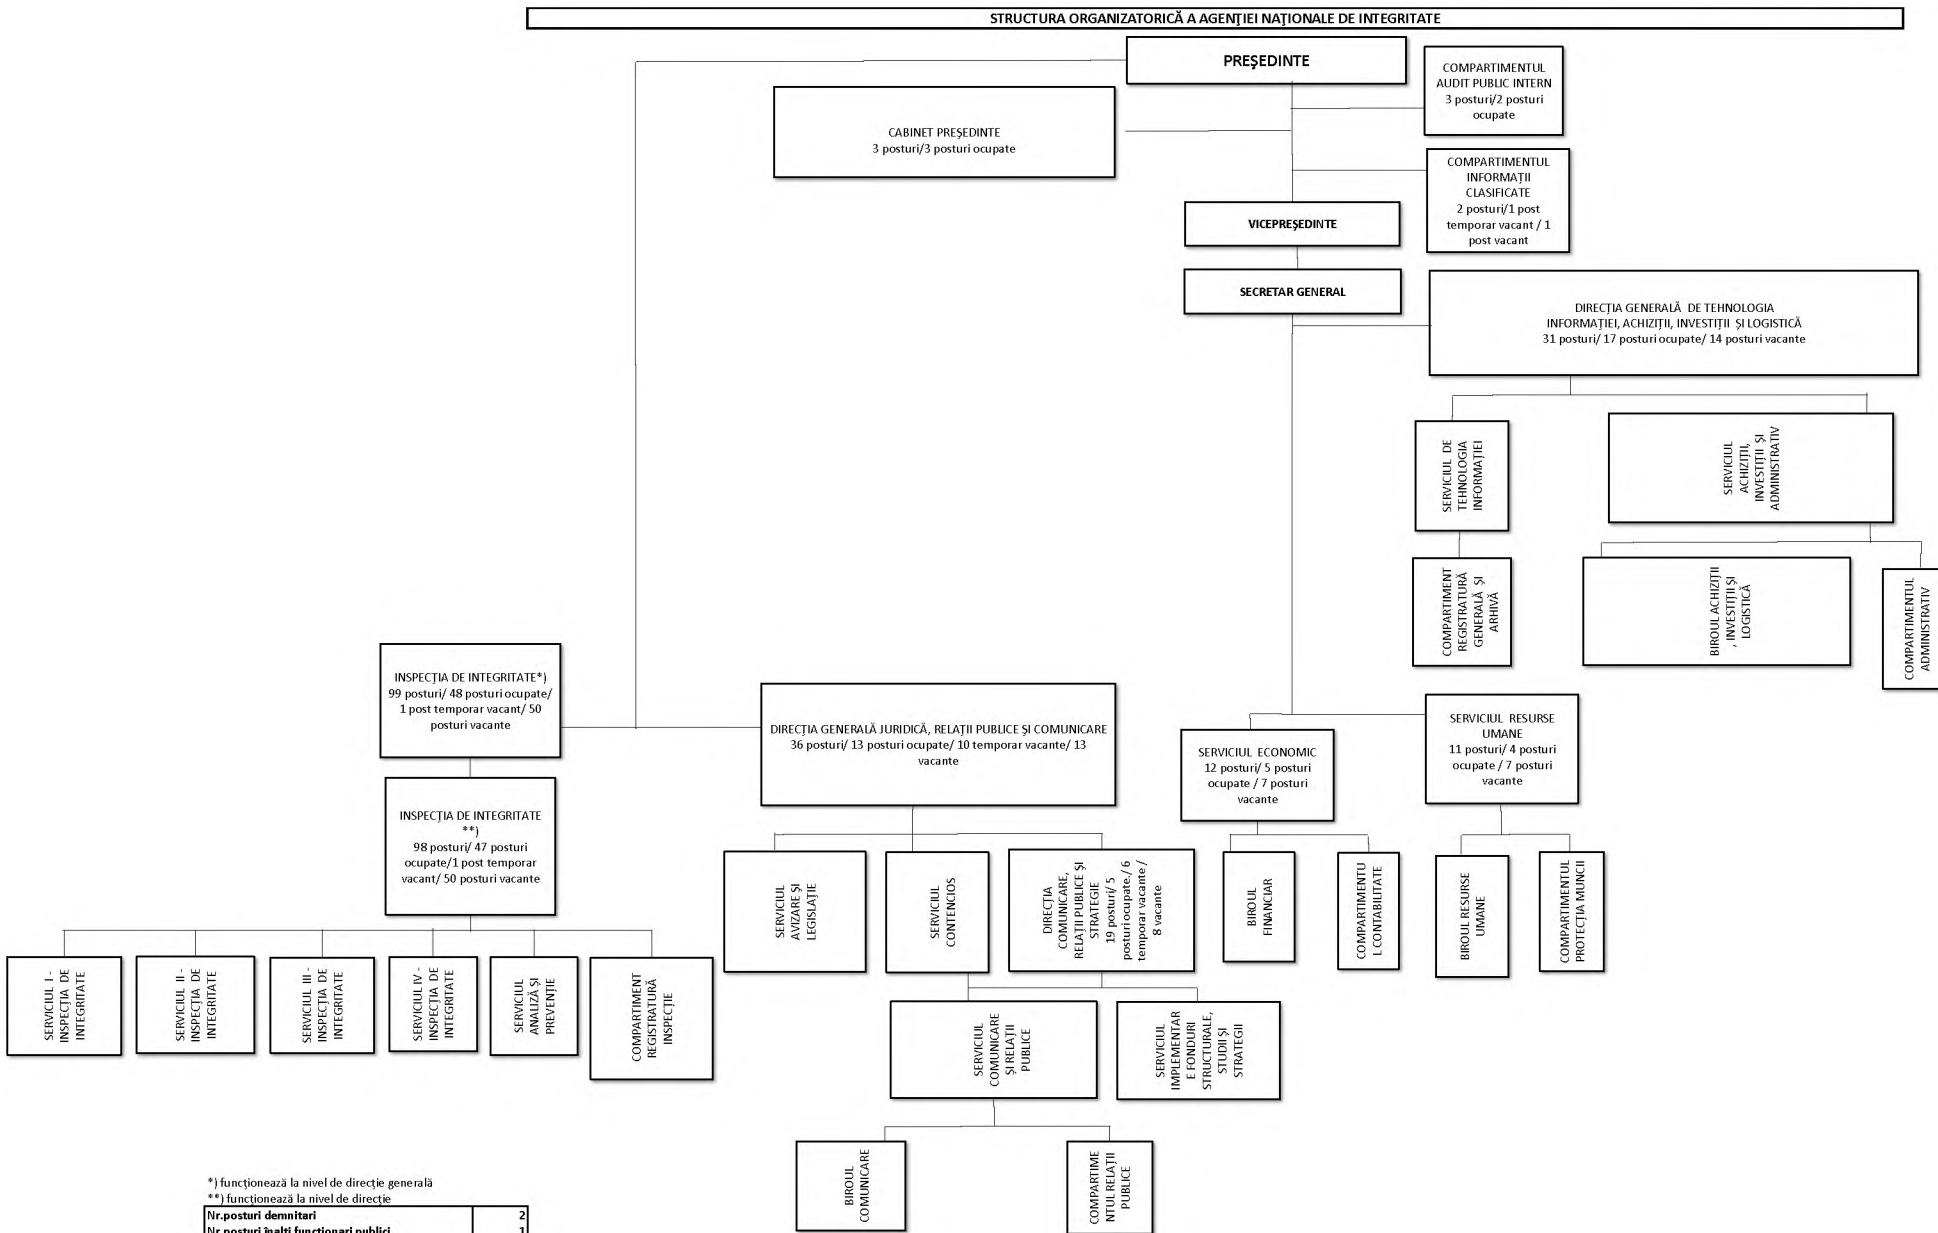 STRUCTURA ORGANIZATORICĂ A AGENŢIEI NAŢIONALE DE INTEGRITATE
PREŞEDINTE
COMPARTIMENTUL
AUDIT PUBLIC INTERN
3 posturi/2 posturi
ocupate
CABINET PREŞEDINTE
3 posturi/3 posturi ocupate
COMPARTIMENTUL
INFORMAȚII
CLASIFICATE
2 posturi/1 post
temporar vacant / 1
post vacant
VICEPREŞEDINTE
SECRETAR GENERAL
DIRECȚIA GENERALĂ DE TEHNOLOGIA
INFORMAȚIEI, ACHIZIȚII, INVESTIȚII ȘI LOGISTICĂ
31 posturi/ 17 posturi ocupate/ 14 posturi vacante
SERVICIUL DE
TEHNOLOGIA
INFORMAȚIEI
SERVICIUL
ACHIZIȚII,
INVESTIȚII ȘI
ADMINISTRATIV
COMPARTIMENT
REGISTRATURĂ
GENERALĂ ȘI
ARHIVĂ
BIROUL ACHIZIȚII
, INVESTIȚII ȘI
LOGISTICĂ
COMPARTIMENTUL
ADMINISTRATIV
INSPECȚIA DE INTEGRITATE*)
99 posturi/ 48 posturi ocupate/
1 post temporar vacant/ 50
posturi vacante
DIRECȚIA GENERALĂ JURIDICĂ, RELAȚII PUBLICE ȘI COMUNICARE
36 posturi/ 13 posturi ocupate/ 10 temporar vacante/ 13
vacante
SERVICIUL ECONOMIC
12 posturi/ 5 posturi
ocupate / 7 posturi
vacante
SERVICIUL RESURSE
UMANE
11 posturi/ 4 posturi
ocupate / 7 posturi
vacante
INSPECȚIA DE INTEGRITATE
**)
98 posturi/ 47 posturi
ocupate/1 post temporar
vacant/ 50 posturi vacante
SERVICIUL
AVIZARE ȘI
LEGISLAȚIE
SERVICIUL
CONTENCIOS
DIRECȚIA
COMUNICARE,
RELAȚII PUBLICE ȘI
STRATEGIE
19 posturi/ 5
posturi ocupate./ 6
temporar vacante /
8 vacante
BIROUL
FINANCIAR
COMPARTIMENTU
L CONTABILITATE
BIROUL RESURSE
UMANE
COMPARTIMENTUL
PROTECȚIA MUNCII
SERVICIUL I -
INSPECȚIA DE
INTEGRITATE
SERVICIUL II -
INSPECȚIA DE
INTEGRITATE
SERVICIUL III -
INSPECȚIA DE
INTEGRITATE
SERVICIUL IV -
INSPECȚIA DE
INTEGRITATE
SERVICIUL
ANALIZĂ ȘI
PREVENȚIE
COMPARTIMENT
REGISTRATURĂ
INSPECȚIE
SERVICIUL
COMUNICARE
ȘI RELAȚII
PUBLICE
SERVICIUL
IMPLEMENTAR
E FONDURI
STRUCTURALE,
STUDII ȘI
STRATEGII
BIROUL
COMUNICARE
COMPARTIME
NTUL RELAȚII
PUBLICE
*) funcționează la nivel de direcție generală
**) funcționează la nivel de direcție
Nr.posturi demnitari 2
Nr.posturi înalti functionari publici 1